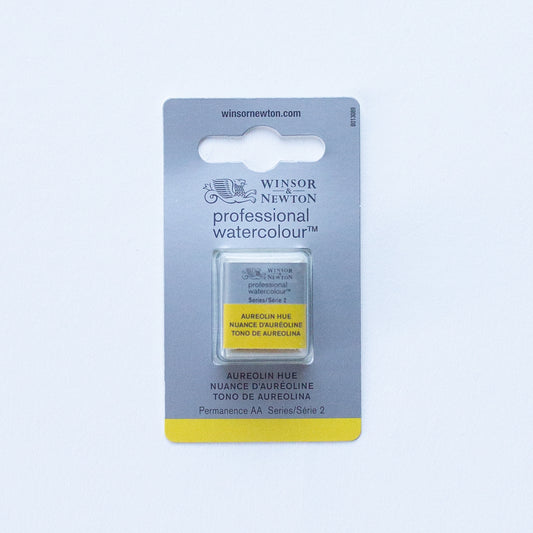 winsornewton.com
WINSOR
&
NEWTON
professional
watercolour™
WINSOR
&
NEWTON
professional
watercolour™
Series/Série 2
AUREOLIN HUE
NUANCE D'AURÉOLINE
TONO DE AUREOLINA
AUREOLIN HUE
NUANCE D'AURÉOLINE
TONO DE AUREOLINA
Permanence AA Series/Série 2